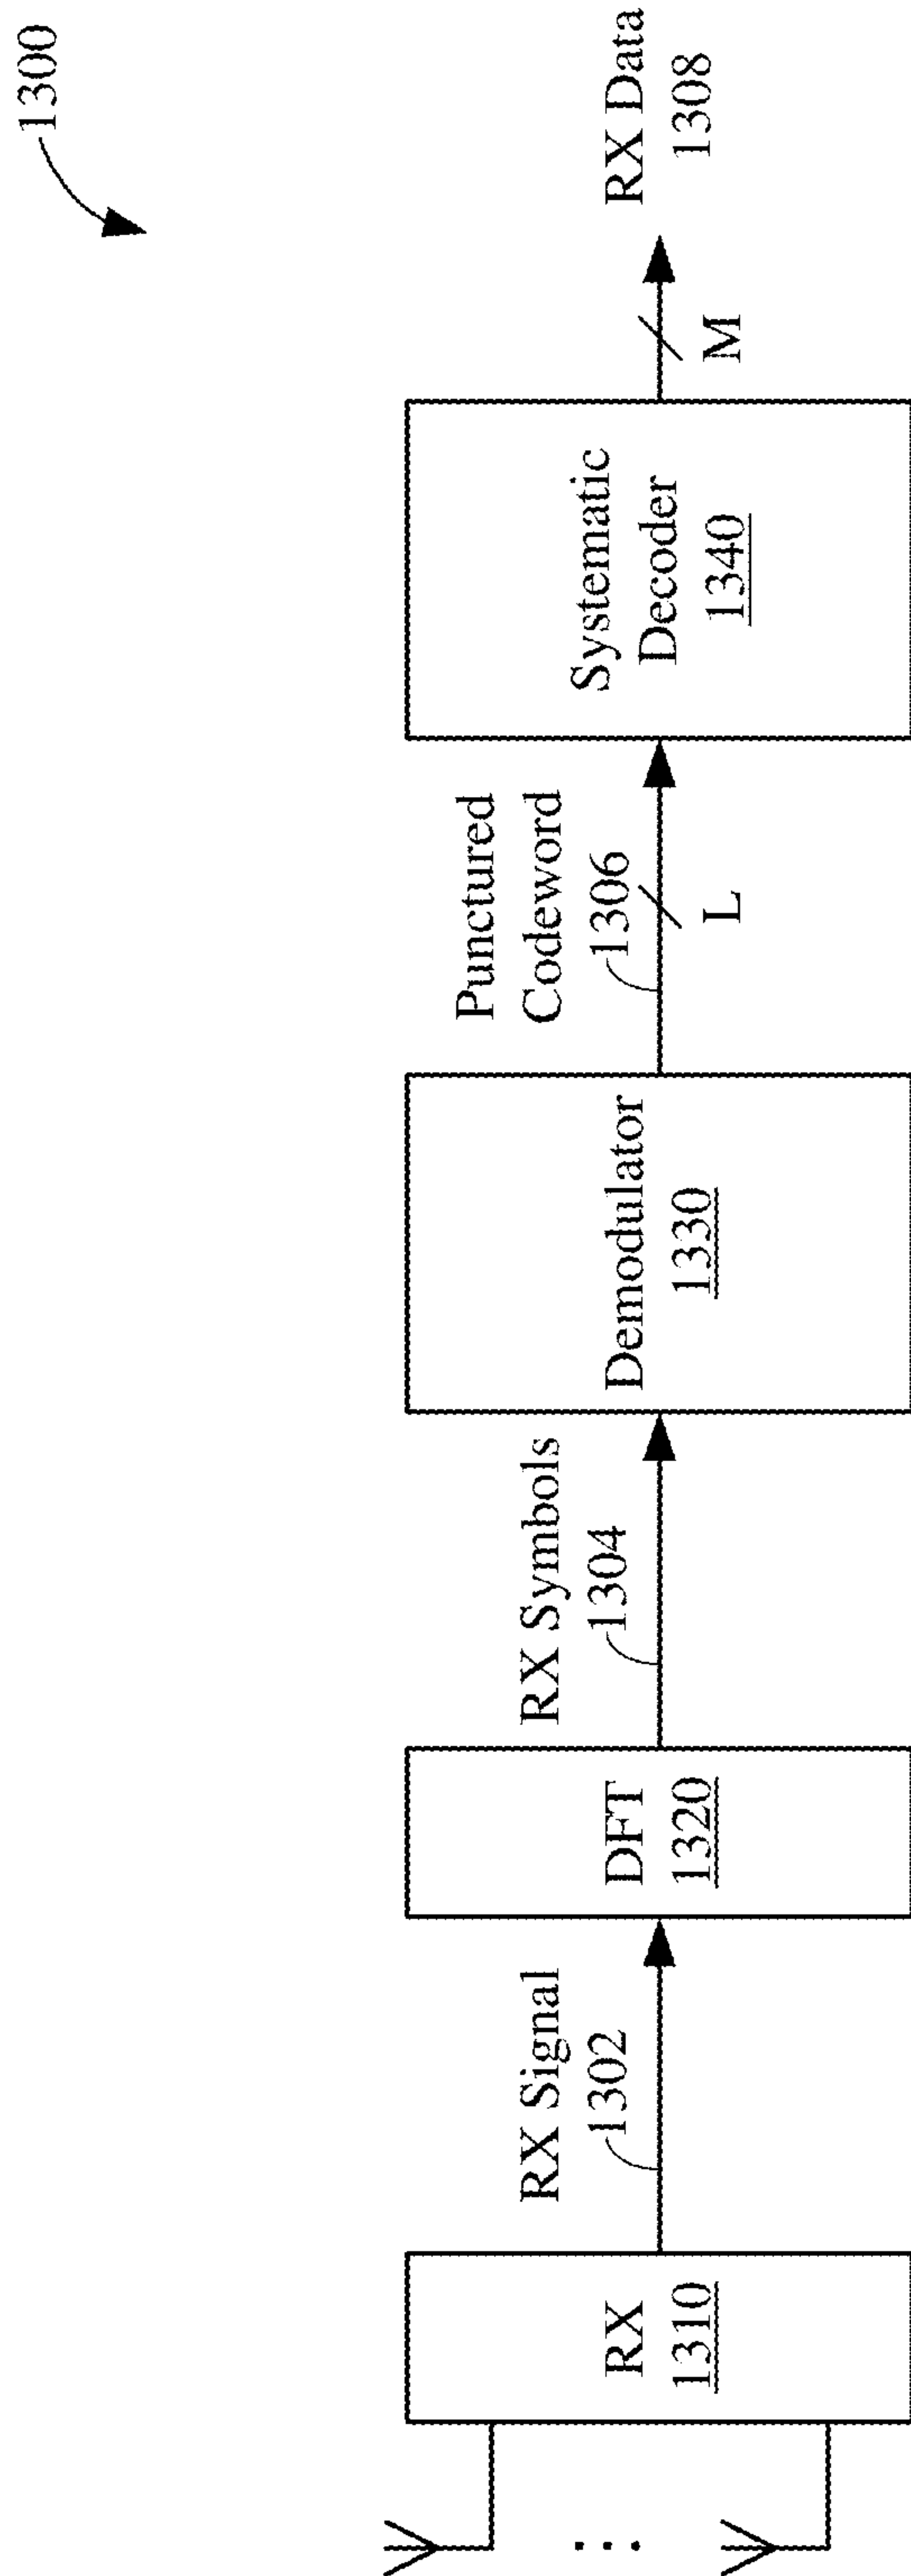 1300
RX
1310
RX Signal
1302
DFT
1320
RX Symbols
1304
Demodulator
1330
Punctured
Codeword
1306
L
Systematic
Decoder
1340
M
RX Data
1308